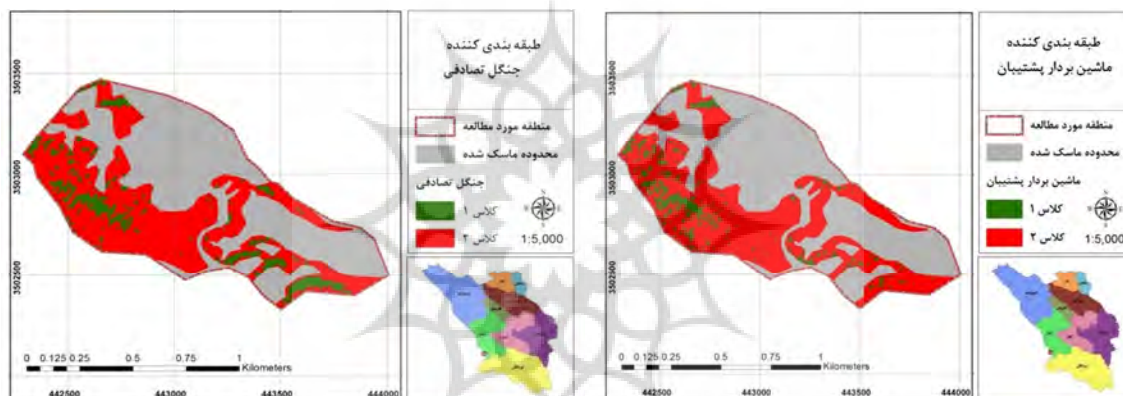 طبقه بندی کننده
جنگل تصادفی
منطقه مورد مطالعه
محدوده ماسک شده
جنگل تصادفی
کلاس ۱
کلاس ۲
1:5,000
3503500
3503000
3502500
0 0.125 0.25 0.5 0.75 1
Kilometers
442500 443000 443500 444000
طبقه بندی کننده
ماشین بردار پشتیبان
منطقه مورد مطالعه
محدوده ماسک شده
ماشین بردار پشتیبان
کلاس ۱
کلاس ۲
1:5,000
3503500
3503000
3502500
0 0.125 0.25 0.5 0.75 1
Kilometers
442500 443000 443500 444000